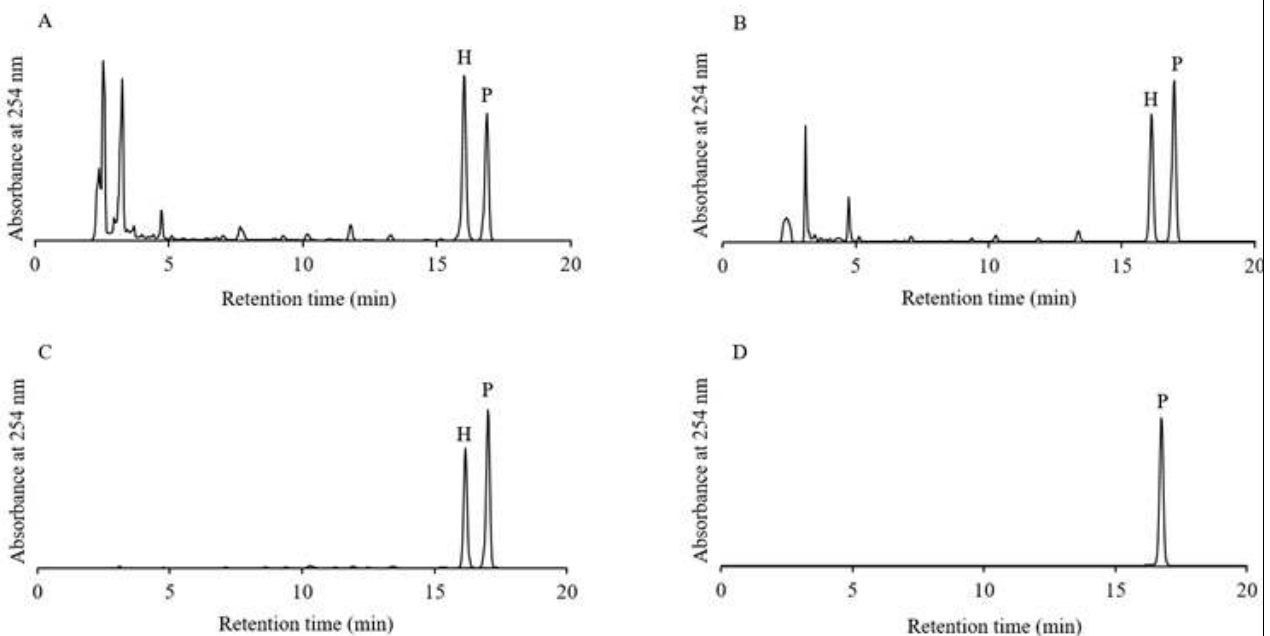 A
Absorbance at 254 nm
H
P
0 5 10 15 20
Retention time (min)
B
Absorbance at 254 nm
H
P
0 5 10 15 20
Retention time (min)
C
Absorbance at 254 nm
H
P
0 5 10 15 20
Retention time (min)
D
Absorbance at 254 nm
P
0 5 10 15 20
Retention time (min)